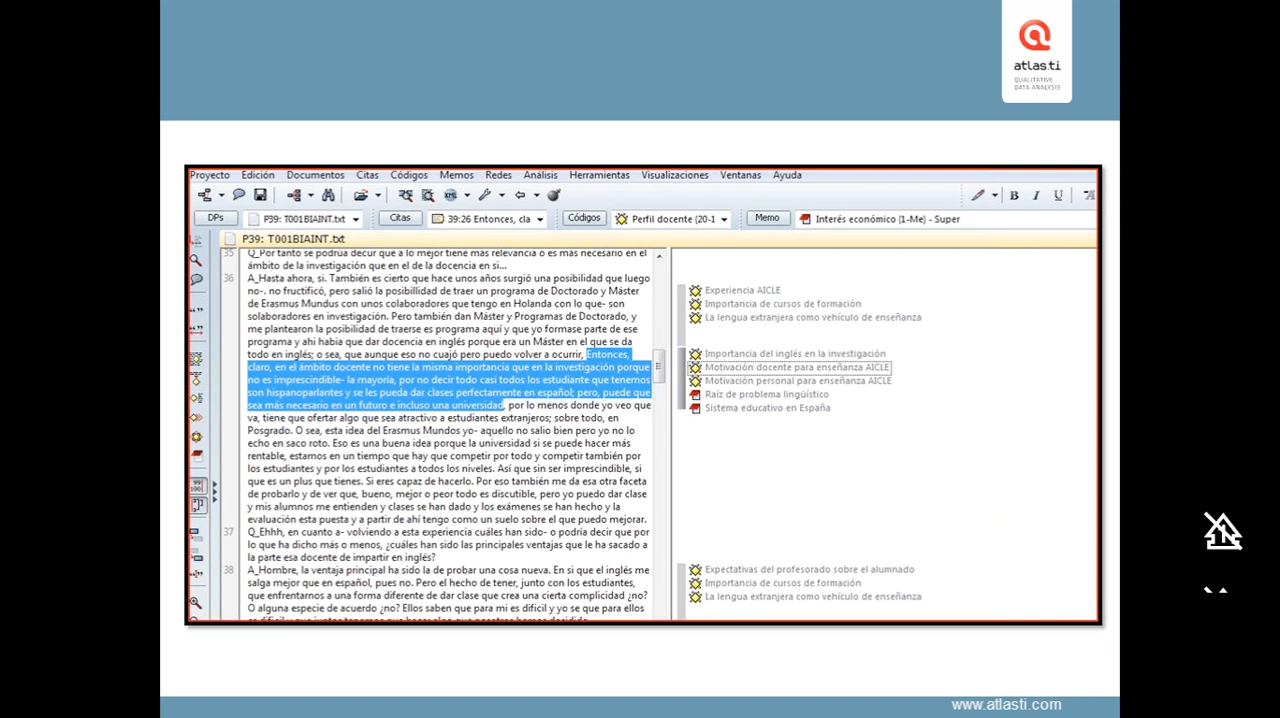 atlas.ti
QUALITATIVE
DATA ANALYSIS
Proyecto Edición Documentos Citas Códigos Memos Redes Análisis Herramientas Visualizaciones Ventanas Ayuda
B I U A
DPs P39: T001BIAINT.txt Citas 39:26 Entonces, cla Códigos Perfil docente (20-1 Memo Interés económico (1-Me) - Super
P39: T001BIAINT.txt
35 Q_Por tanto se podrúa decur que a lo mejor tiene más relevancia o es más necesario en el
ámbito de la investigación que en el de la docencia en si...
36 A_Hasta ahora, si. También es cierto que hace unos años surgió una posibilidad que luego
no-. no fructificó, pero salió la posibillidad de traer un programa de Doctorado y Máster
de Erasmus Mundus con unos colaboradores que tengo en Holanda con lo que- son
solaboradores en investigación. Pero también dan Máster y Programas de Doctorado, y
me plantearon la posibilidad de traerse es programa aquí y que yo formase parte de ese
programa y ahi había que dar docencia en inglés porque era un Máster en el que se da
todo en inglés; o sea, que aunque eso no cuajó pero puedo volver a ocurrir, Entonces,
claro, en el ámbito docente no tiene la misma importancia que en la investigación porque
no es imprescindible- la mayoría, por no decir todo casi todos los estudiante que tenemos
son hispanoparlantes y se les pueda dar clases perfectamente en español; pero, puede que
sea más necesario en un futuro e incluso una universidad, por lo menos donde yo veo que
va, tiene que ofertar algo que sea atractivo a estudiantes extranjeros; sobre todo, en
Posgrado. O sea, esta idea del Erasmus Mundos yo- aquello no salio bien pero yo no lo
echo en saco roto. Eso es una buena idea porque la universidad si se puede hacer más
rentable, estamos en un tiempo que hay que competir por todo y competir también por
los estudiantes y por los estudiantes a todos los niveles. Así que sin ser imprescindible, si
que es un plus que tienes. Si eres capaz de hacerlo. Por eso también me da esa otra faceta
de probarlo y de ver que, bueno, mejor o peor todo es discutible, pero yo puedo dar clase
y mis alumnos me entienden y clases se han dado y los exámenes se han hecho y la
evaluación esta puesta y a partir de ahí tengo como un suelo sobre el que puedo mejorar.
37 Q_Ehhh, en cuanto a- volviendo a esta experiencia cuáles han sido- o podría decir que por
lo que ha dicho más o menos, ¿cuáles han sido las principales ventajas que le ha sacado a
la parte esa docente de impartir en inglés?
38 A_Hombre, la ventaja principal ha sido la de probar una cosa nueva. En si que el inglés me
salga mejor que en español, pues no. Pero el hecho de tener, junto con los estudiantes,
que enfrentarnos a una forma diferente de dar clase que crea una cierta complicidad ¿no?
O alguna especie de acuerdo ¿no? Ellos saben que para mi es dificil y yo se que para ellos
Experiencia AICLE
Importancia de cursos de formación
La lengua extranjera como vehículo de enseñanza
Importancia del inglés en la investigación
Motivación docente para enseñanza AICLE
Motivación personal para enseñanza AICLE
Raíz de problema lingüístico
Sistema educativo en España
Expectativas del profesorado sobre el alumnado
Importancia de cursos de formación
La lengua extranjera como vehículo de enseñanza
www.atlasti.com